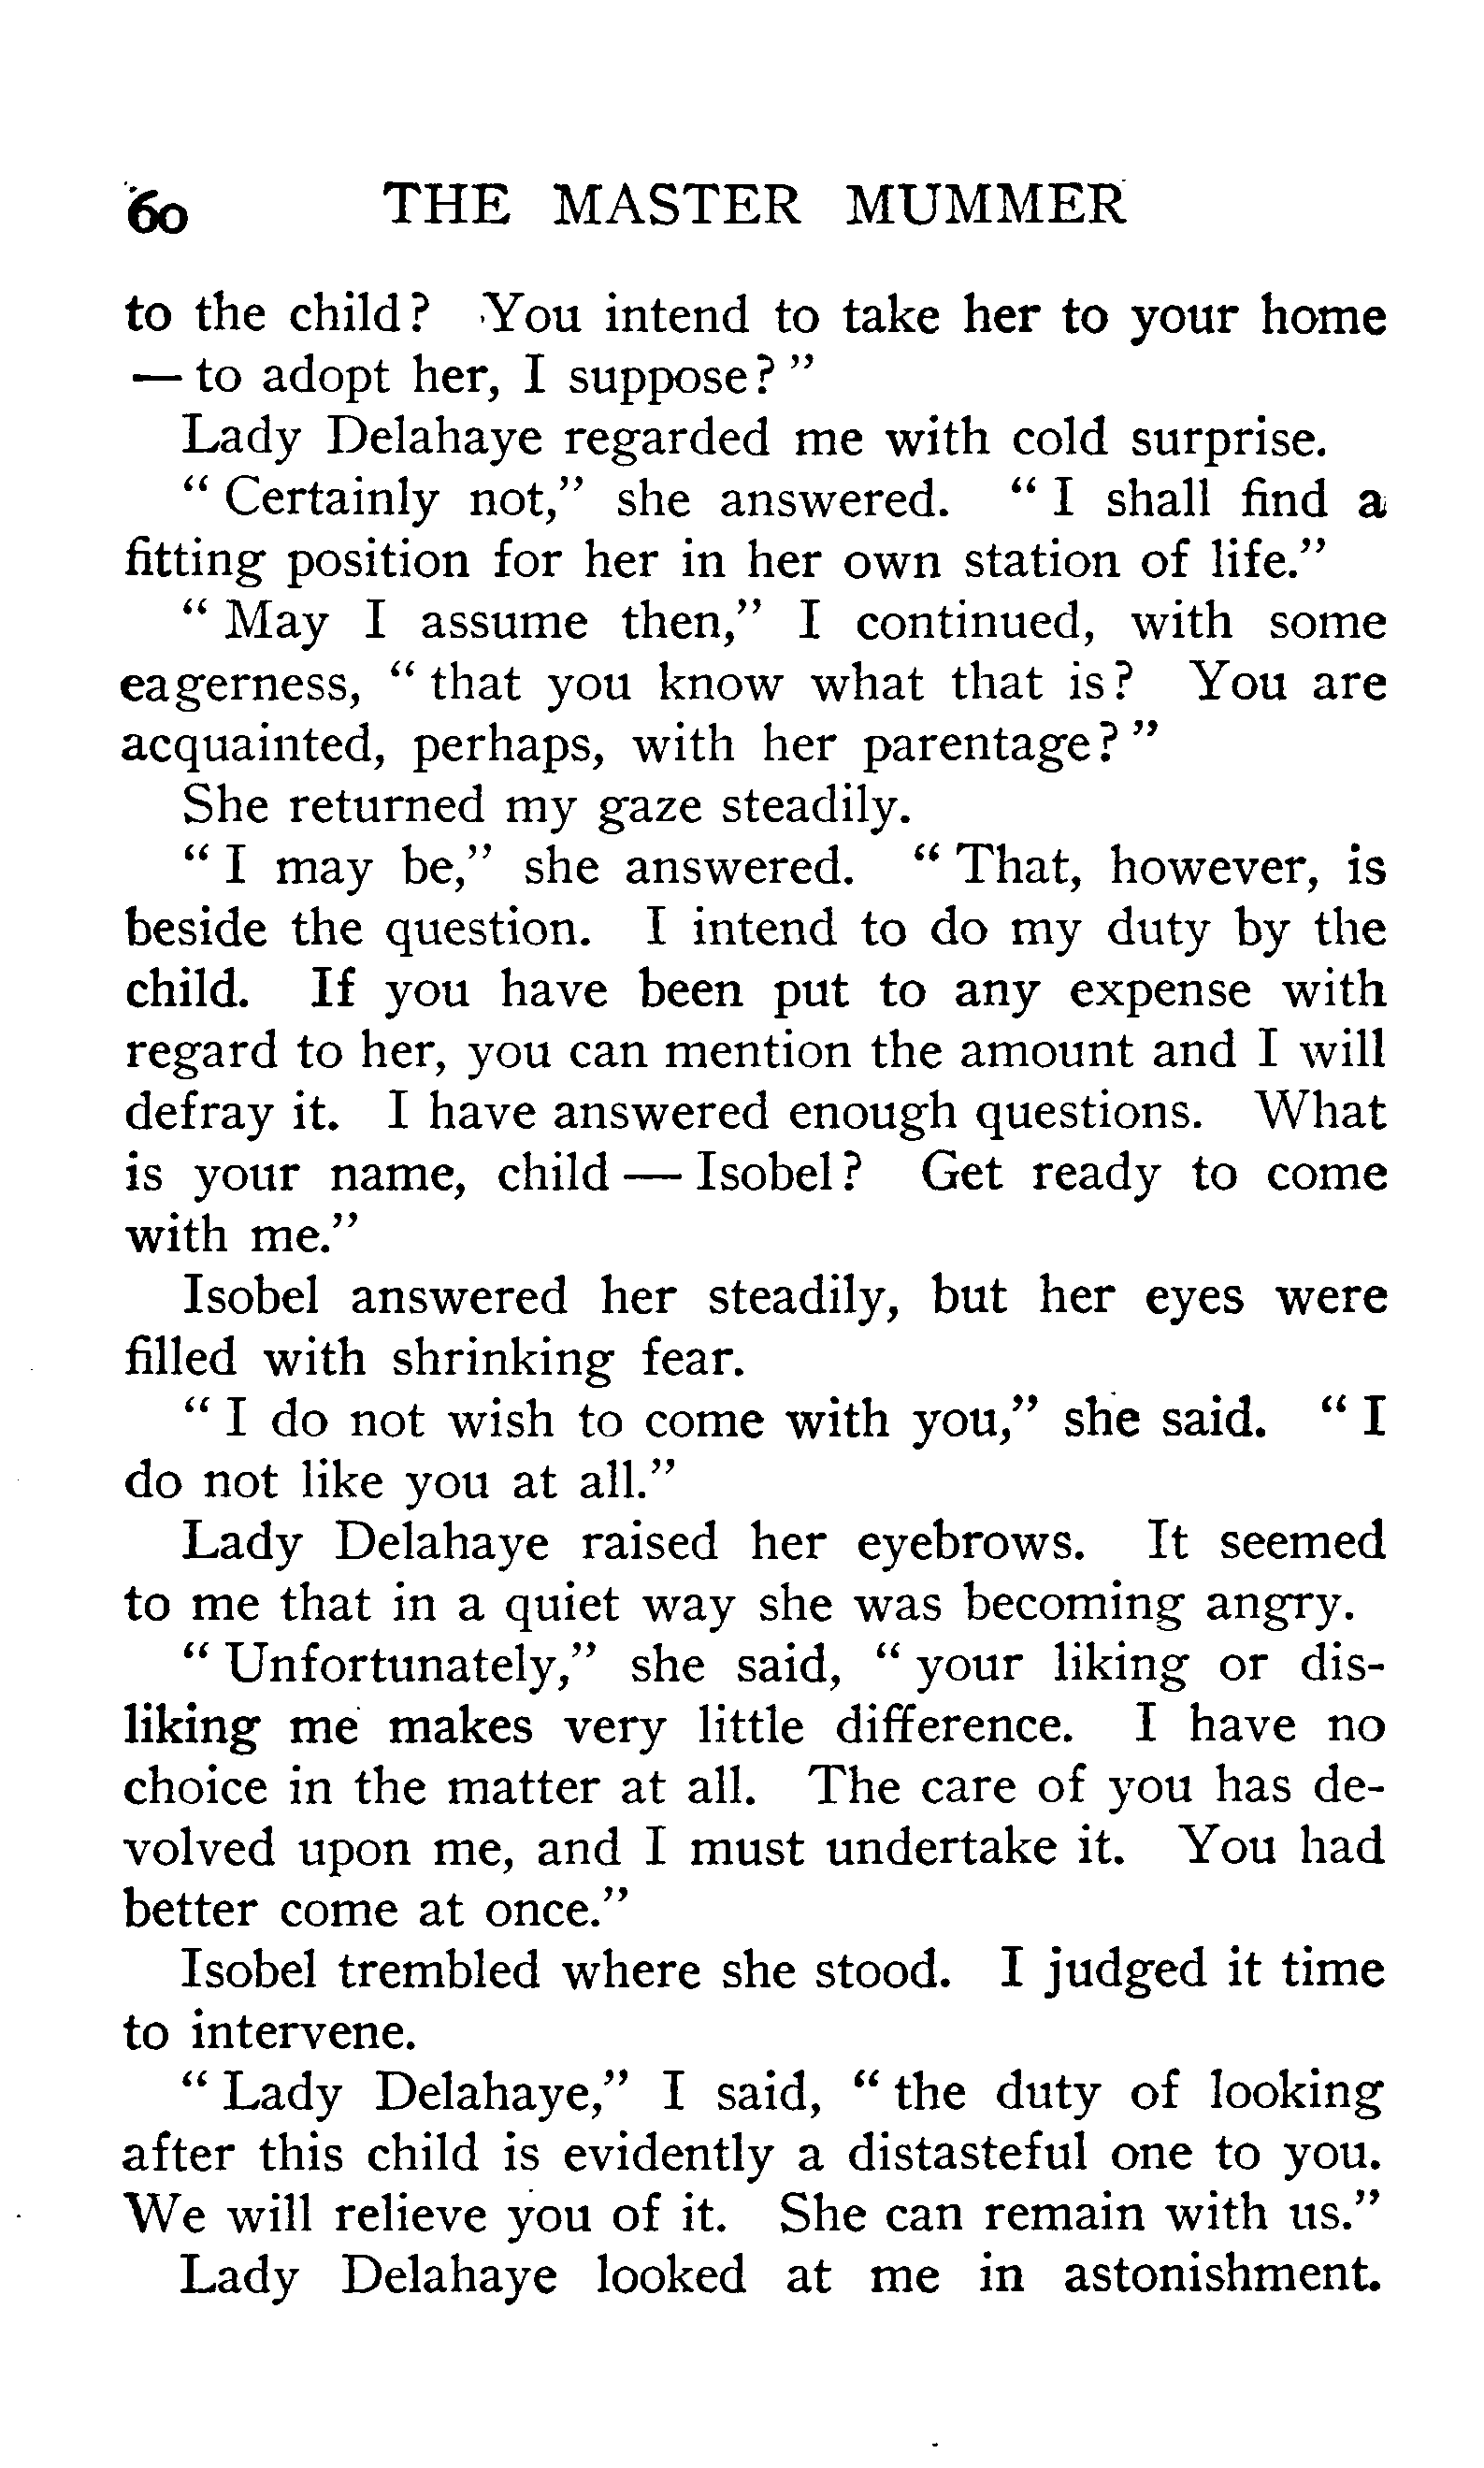 60 THE MASTER MUMMER
to the child? You intend to take her to your home
— to adopt her, I suppose?"
Lady Delahaye regarded me with cold surprise.
"Certainly not," she answered. "I shall find a
fitting position for her in her own station of life."
"May I assume then," I continued, with some
eagerness, "that you know what that is? You are
acquainted, perhaps, with her parentage?"
She returned my gaze steadily.
"I may be," she answered. "That, however, is
beside the question. I intend to do my duty by the
child. If you have been put to any expense with
regard to her, you can mention the amount and I will
defray it. I have answered enough questions. What
is your name, child — Isobel? Get ready to come
with me."
Isobel answered her steadily, but her eyes were
filled with shrinking fear.
"I do not wish to come with you," she said. "I
do not like you at all."
Lady Delahaye raised her eyebrows. It seemed
to me that in a quiet way she was becoming angry.
"Unfortunately," she said, "your liking or dis-
liking me makes very little difference. I have no
choice in the matter at all. The care of you has de-
volved upon me, and I must undertake it. You had
better come at once."
Isobel trembled where she stood. I judged it time
to intervene.
"Lady Delahaye," I said, "the duty of looking
after this child is evidently a distasteful one to you.
We will relieve you of it. She can remain with us."
Lady Delahaye looked at me in astonishment.